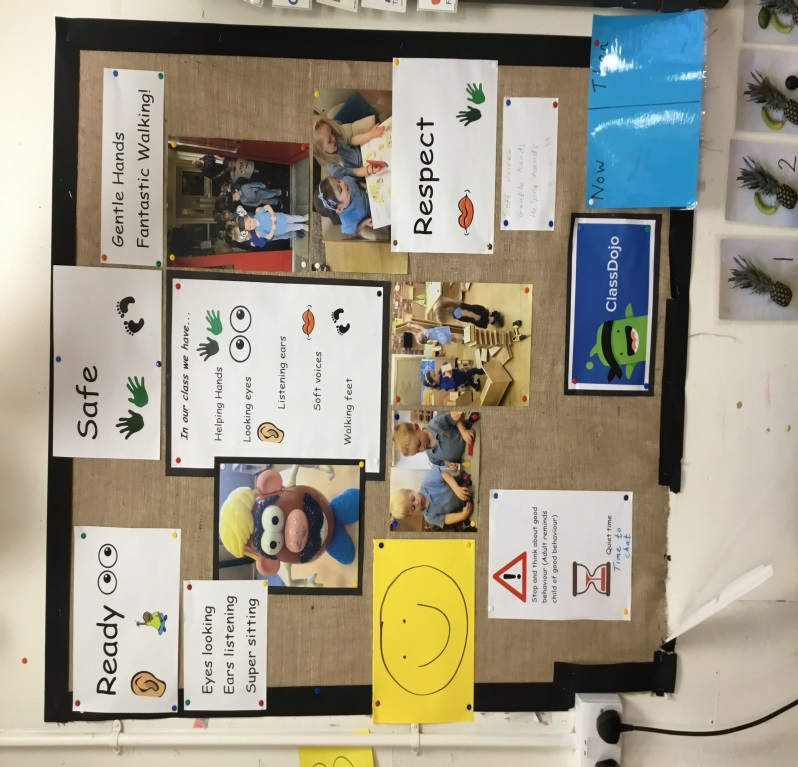 Ready
Eyes looking
Ears listening
Super sitting
Safe
In our class we have...
Helping Hands
Looking eyes
Listening ears
Soft voices
Walking feet
Gentle Hands
Fantastic Walking!
Respect
Soft voices
Gentle hands
Helping hands
Stop and think about good
behaviour (Adult reminds
child of good behaviour)
Quiet time
Time to
chat
ClassDojo
Now
Then
1
2